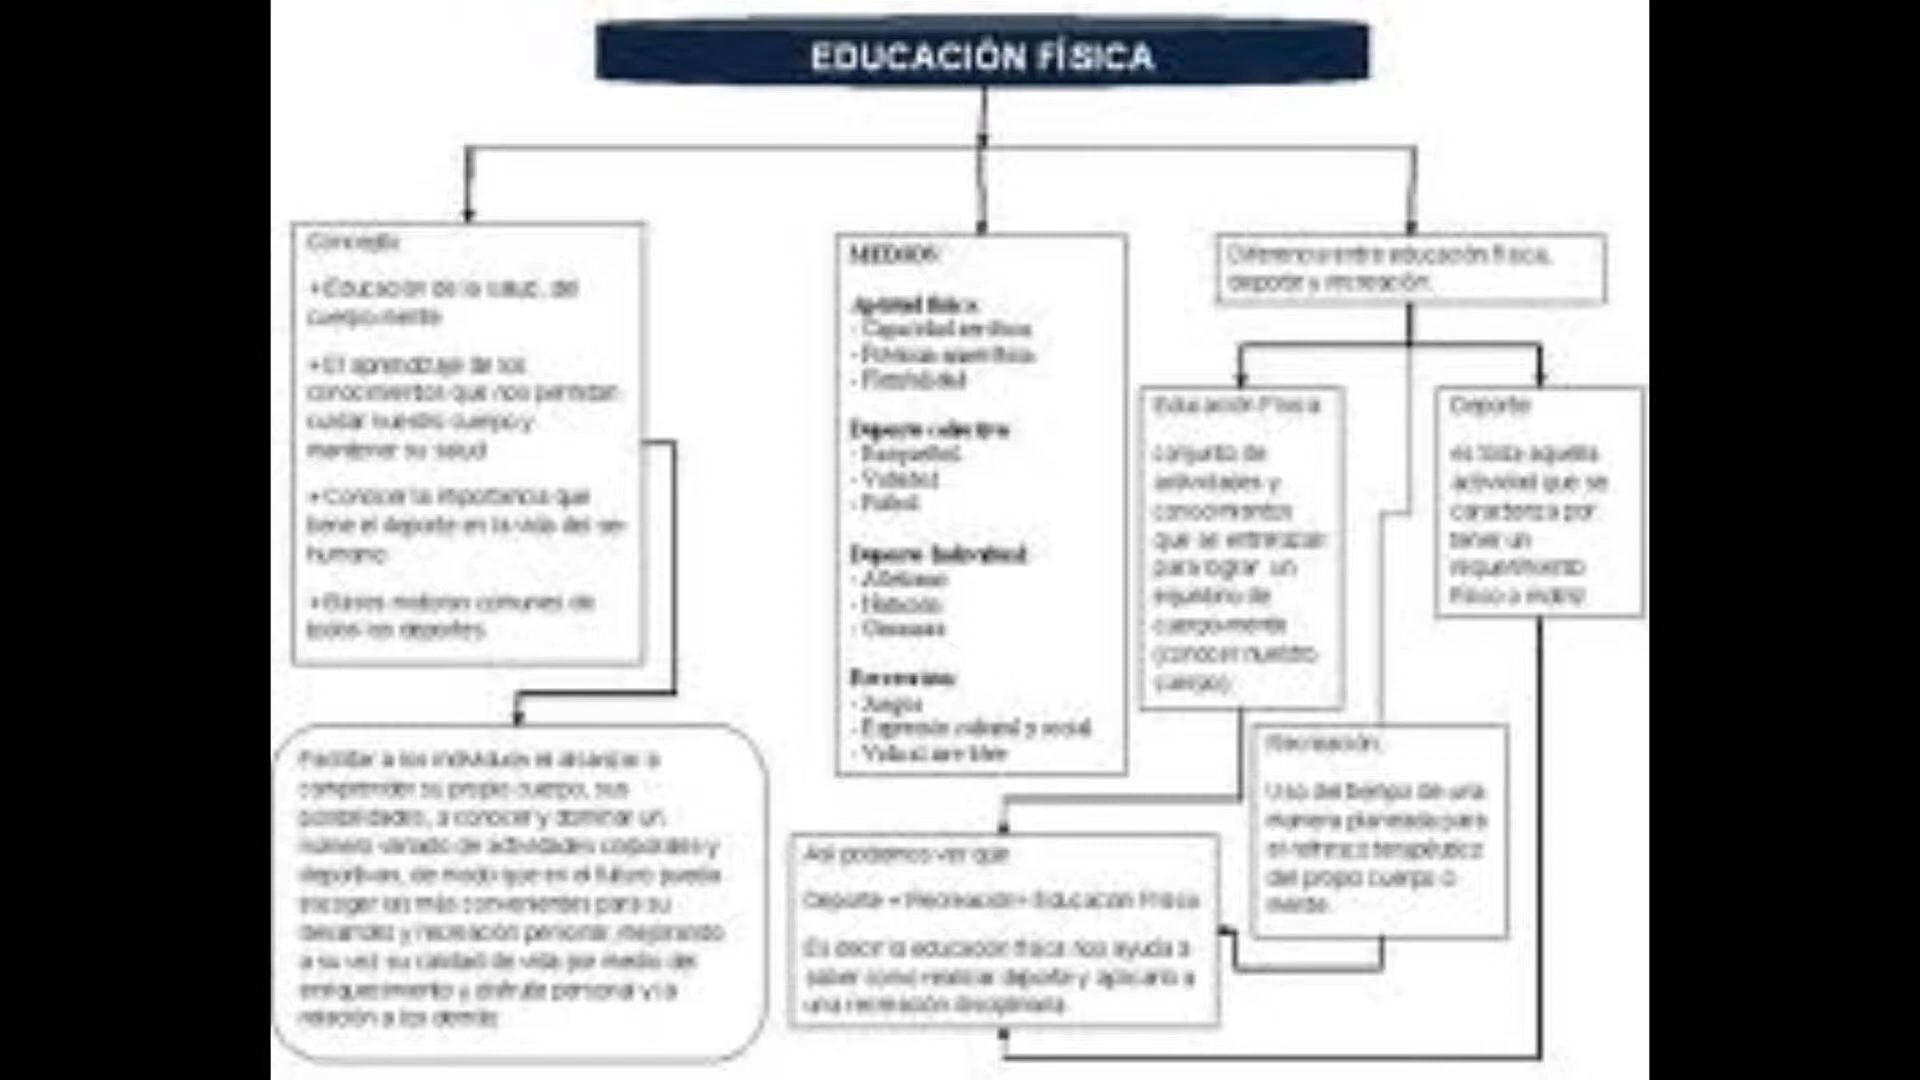 EDUCACIÓN FÍSICA
Concepto
+Educación de la salud, del
cuerpo-mente
+El aprendizaje de los
conocimientos que nos permitan
cuidar nuestro cuerpo y
mantener su salud
+Conocer la importancia que
tiene el deporte en la vida del ser
humano
+Bases motoras comunes de
todos los deportes
Facilitar a los individuos el alcanzar a
comprender su propio cuerpo, sus
posibilidades, a conocer y dominar un
número variado de actividades corporales y
deportivas, de modo que en el futuro pueda
escoger las más convenientes para su
desarrollo y recreación personal, mejorando
a su vez su calidad de vida por medio del
enriquecimiento y disfrute personal y la
relación a los demás
MEDIOS:
Aptitud física:
- Capacidad aeróbica
- específica
- Flexibilidad
Deporte colectivo:
- Voleibol
- Futbol
Deporte Individual:
- Atletismo
- Natación
- Gimnasia
Recreación:
- Juegos
- Expresión cultural y social
- aire libre
Diferencia entre educación física,
deporte y recreación.
Educación Física
conjunto de
actividades y
conocimientos
que se entrelazan
para lograr un
equilibrio de
cuerpo-mente
(conocer nuestro
cuerpo)
Deporte
es toda aquella
actividad que se
caracteriza por
tener un
requerimiento
físico o motriz
Recreación:
Uso del tiempo de una
manera planeada para
el refresco terapéutico
del propio cuerpo o
mente.
Así podemos ver que
Deporte + Recreación= Educación Física
Es decir la educación física nos ayuda a
saber como realizar deporte y aplicarlo a
una recreación disciplinaria.